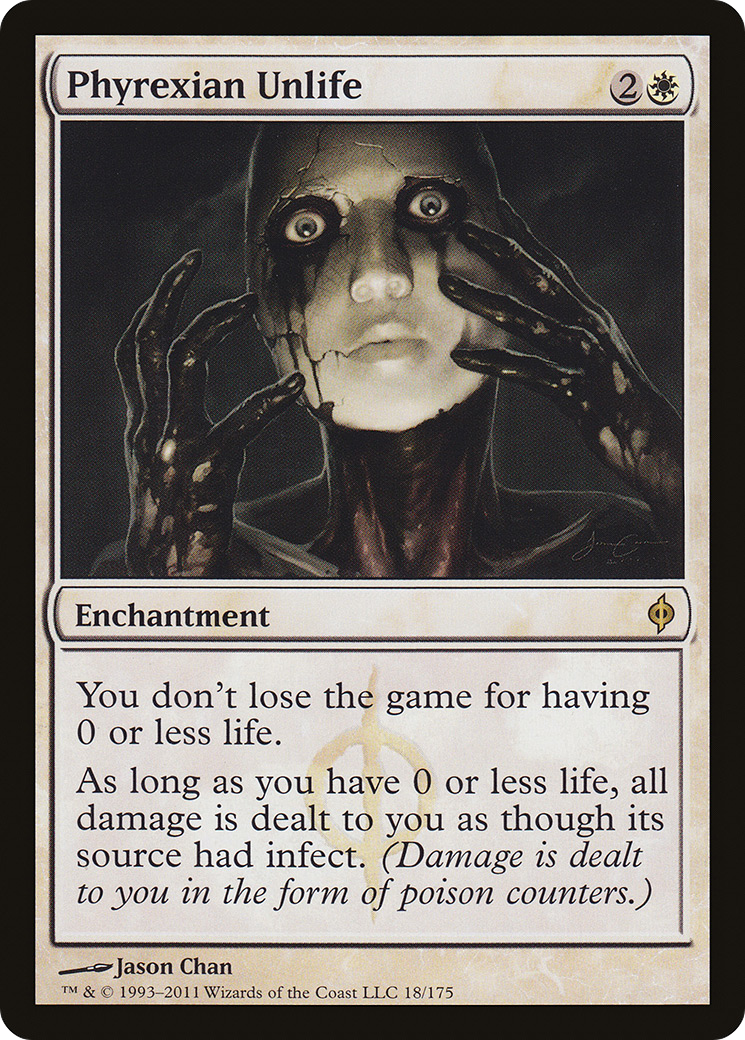 Phyrexian Unlife 2
Enchantment
You don't lose the game for having
0 or less life.
As long as you have 0 or less life, all
damage is dealt to you as though its
source had infect. (Damage is dealt
to you in the form of poison counters.)
Jason Chan
™ & © 1993–2011 Wizards of the Coast LLC 18/175